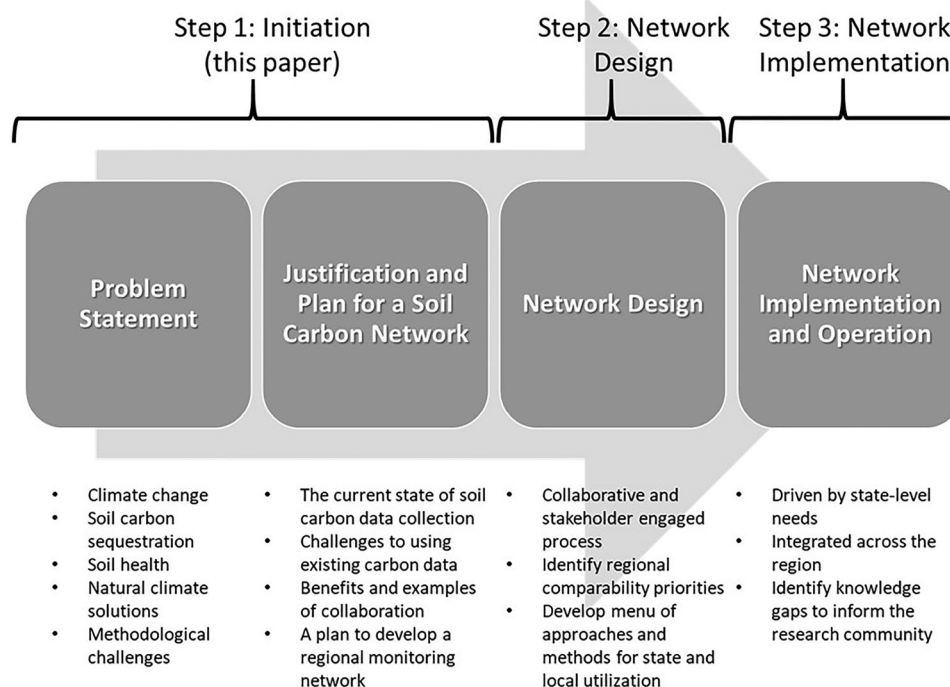 Step 1: Initiation
(this paper)
Step 2: Network
Design
Step 3: Network
Implementation
Problem
Statement
Justification and
Plan for a Soil
Carbon Network
Network Design
Network
Implementation
and Operation
• Climate change
• Soil carbon
sequestration
• Soil health
• Natural climate
solutions
• Methodological
challenges
• The current state of soil
carbon data collection
• Challenges to using
existing carbon data
• Benefits and examples
of collaboration
• A plan to develop a
regional monitoring
network
• Collaborative and
stakeholder engaged
process
• Identify regional
comparability priorities
• Develop menu of
approaches and
methods for state and
local utilization
• Driven by state-level
needs
• Integrated across the
region
• Identify knowledge
gaps to inform the
research community